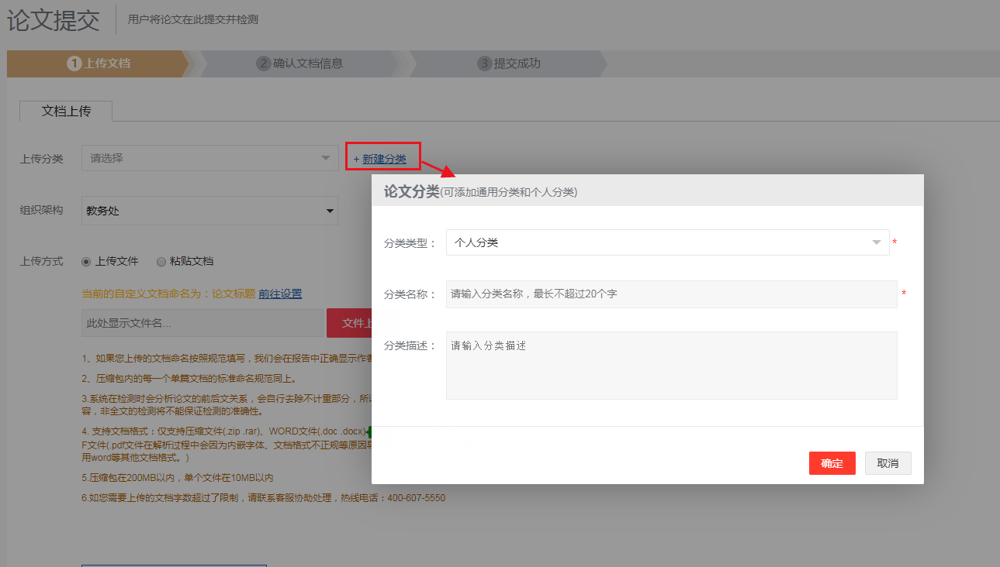 论文提交
用户将论文在此提交并检测
1 上传文档
2 确认文档信息
3 提交成功
文档上传
上传分类
请选择
+ 新建分类
组织架构
教务处
上传方式
上传文件
粘贴文档
当前的自定义文档命名为：论文标题 前往设置
此处显示文件名...
文件上
1、如果您上传的文档命名按照规范填写，我们会在报告中正确显示作者
2、压缩包内的每一个单篇文档的标准命名规范同上。
3.系统在检测时会分析论文的前后文关系，会自行去除不计重部分，所
容，非全文的检测将不能保证检测的准确性。
4. 支持文档格式：仅支持压缩文件(.zip .rar)、WORD文件(.doc .docx)
F文件(.pdf文件在解析过程中会因为内嵌字体、文档格式不正规等原因
用word等其他文档格式。)
5.压缩包在200MB以内，单个文件在10MB以内
6.如您需要上传的文档字数超过了限制，请联系客服协助处理，热线电话：400-607-5550
论文分类(可添加通用分类和个人分类)
分类类型：
个人分类
*
分类名称：
请输入分类名称，最长不超过20个字
*
分类描述：
请输入分类描述
确定
取消